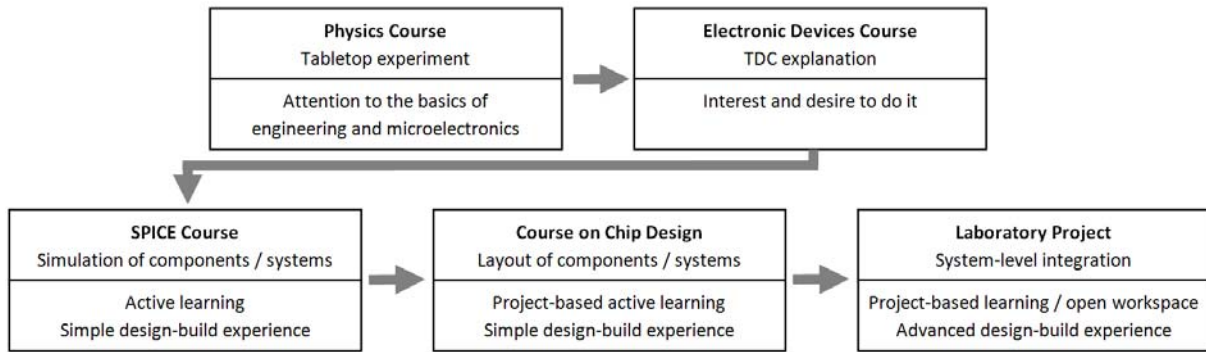 Physics Course
Tabletop experiment
Attention to the basics of
engineering and microelectronics
Electronic Devices Course
TDC explanation
Interest and desire to do it
SPICE Course
Simulation of components / systems
Active learning
Simple design-build experience
Course on Chip Design
Layout of components / systems
Project-based active learning
Simple design-build experience
Laboratory Project
System-level integration
Project-based learning / open workspace
Advanced design-build experience